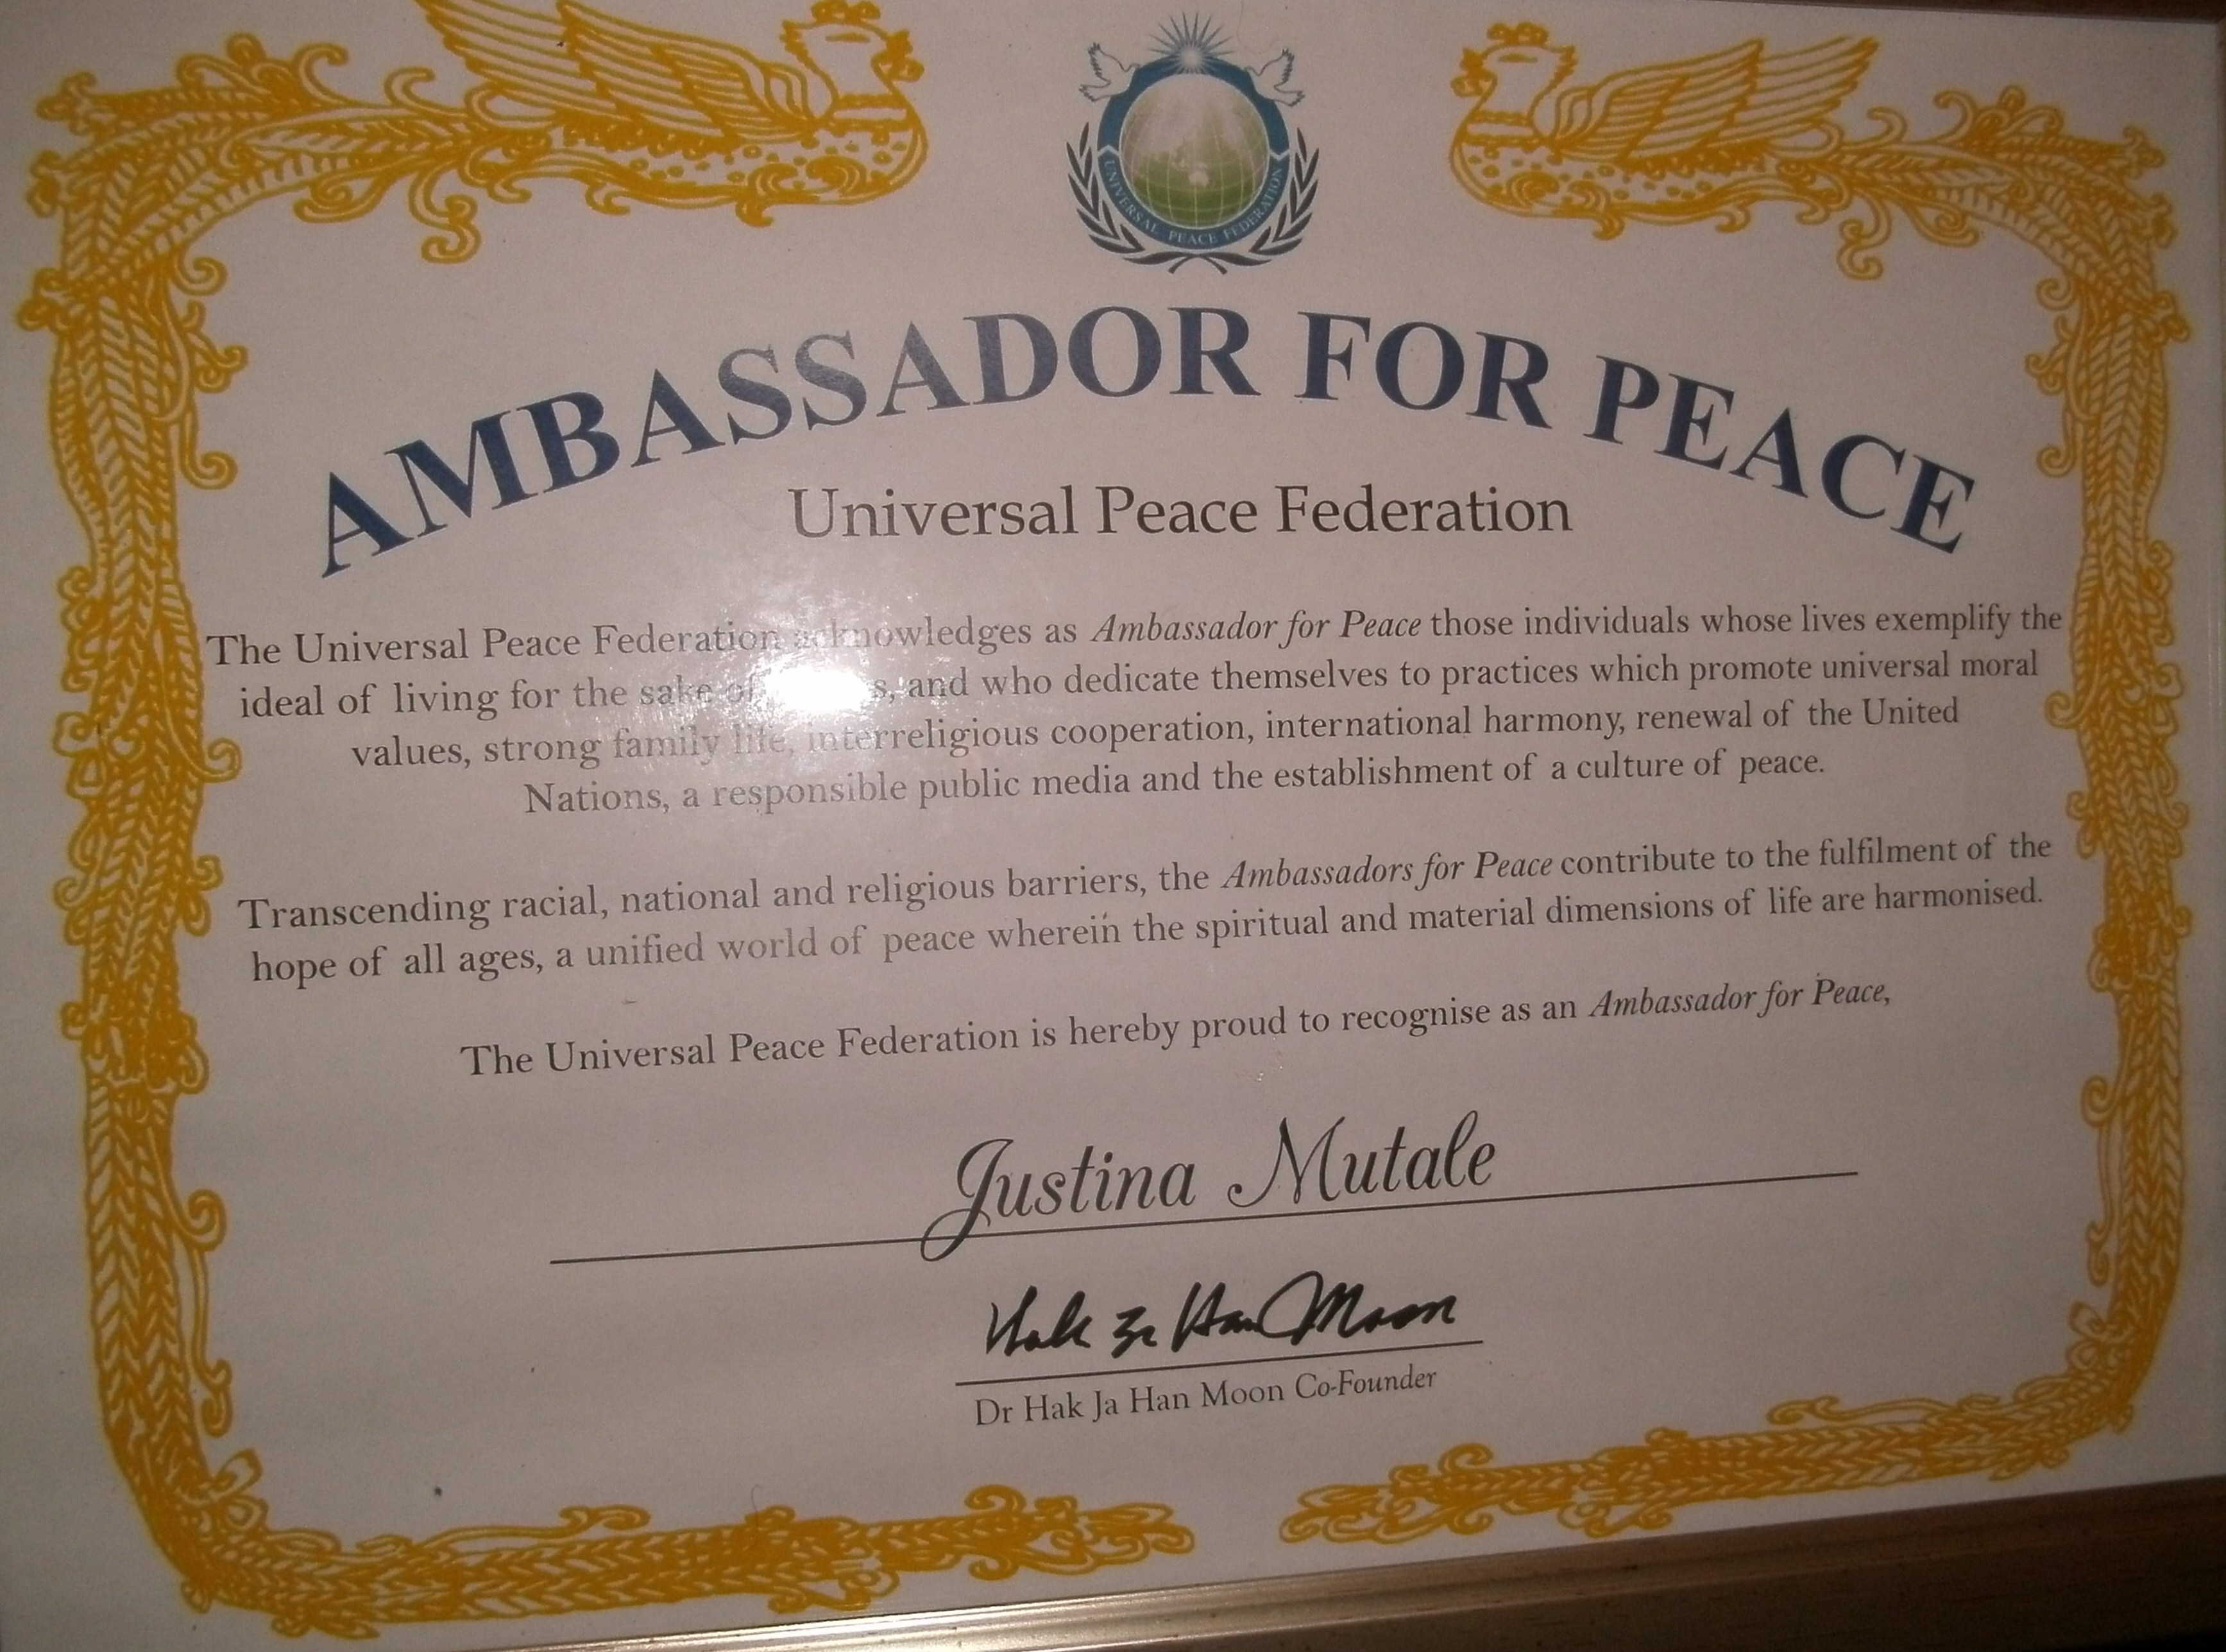 UNIVERSAL PEACE FEDERATION
AMBASSADOR FOR PEACE
Universal Peace Federation
The Universal Peace Federation acknowledges as Ambassador for Peace those individuals whose lives exemplify the
ideal of living for the sake of and who dedicate themselves to practices which promote universal moral
values, strong family life, interreligious cooperation, international harmony, renewal of the United
Nations, a responsible public media and the establishment of a culture of peace.
Transcending racial, national and religious barriers, the Ambassadors for Peace contribute to the fulfilment of the
hope of all ages, a unified world of peace wherein the spiritual and material dimensions of life are harmonised.
The Universal Peace Federation is hereby proud to recognise as an Ambassador for Peace,
Justina Mutale
Hak Ja Han Moon
Dr Hak Ja Han Moon Co-Founder